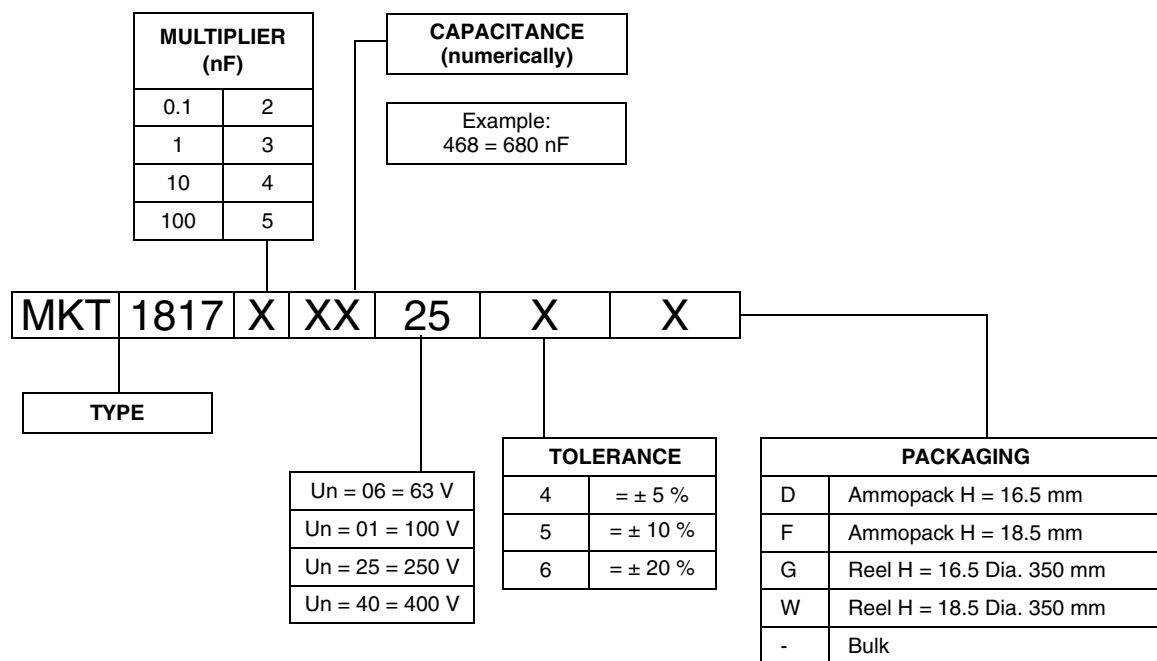 MULTIPLIER
(nF)
0.1 2
1 3
10 4
100 5
CAPACITANCE
(numerically)
Example:
468 = 680 nF
MKT 1817 X XX 25 X X
TYPE
Un = 06 = 63 V
Un = 01 = 100 V
Un = 25 = 250 V
Un = 40 = 400 V
TOLERANCE
4 = ± 5 %
5 = ± 10 %
6 = ± 20 %
PACKAGING
D Ammopack H = 16.5 mm
F Ammopack H = 18.5 mm
G Reel H = 16.5 Dia. 350 mm
W Reel H = 18.5 Dia. 350 mm
- Bulk